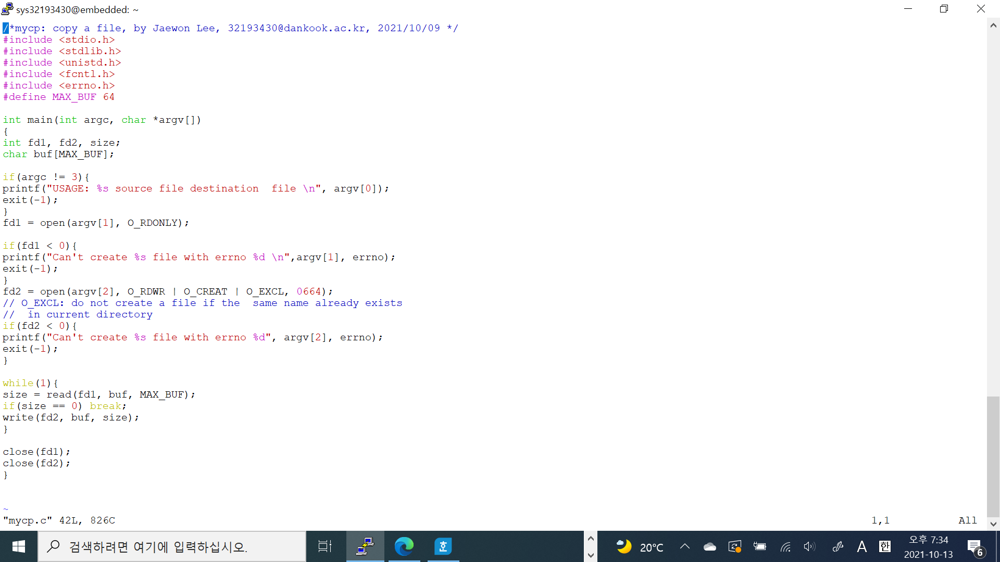 sys32193430@embedded: ~
/*mycp: copy a file, by Jaewon Lee, 32193430@dankook.ac.kr, 2021/10/09 */
#include <stdio.h>
#include <stdlib.h>
#include <unistd.h>
#include <fcntl.h>
#include <errno.h>
#define MAX_BUF 64
int main(int argc, char *argv[])
{
int fd1, fd2, size;
char buf[MAX_BUF];
if(argc != 3){
printf("USAGE: %s source file destination  file \n", argv[0]);
exit(-1);
}
fd1 = open(argv[1], O_RDONLY);
if(fd1 < 0){
printf("Can't create %s file with errno %d \n",argv[1], errno);
exit(-1);
}
fd2 = open(argv[2], O_RDWR | O_CREAT | O_EXCL, 0664);
// O_EXCL: do not create a file if the  same name already exists
//  in current directory
if(fd2 < 0){
printf("Can't create %s file with errno %d", argv[2], errno);
exit(-1);
}
while(1){
size = read(fd1, buf, MAX_BUF);
if(size == 0) break;
write(fd2, buf, size);
}
close(fd1);
close(fd2);
}
~
"mycp.c" 42L, 826C 1,1 All
검색하려면 여기에 입력하십시오.
호
20°C
A
한
오후 7:34
2021-10-13
6